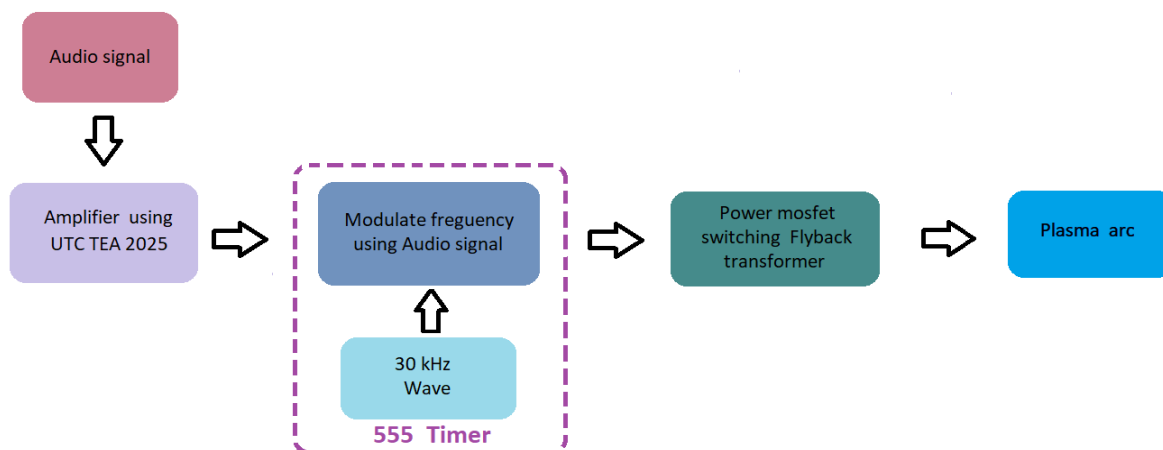 Audio signal
Amplifier using
UTC TEA 2025
Modulate freguency
using Audio signal
30 kHz
Wave
555 Timer
Power mosfet
switching Flyback
transformer
Plasma arc